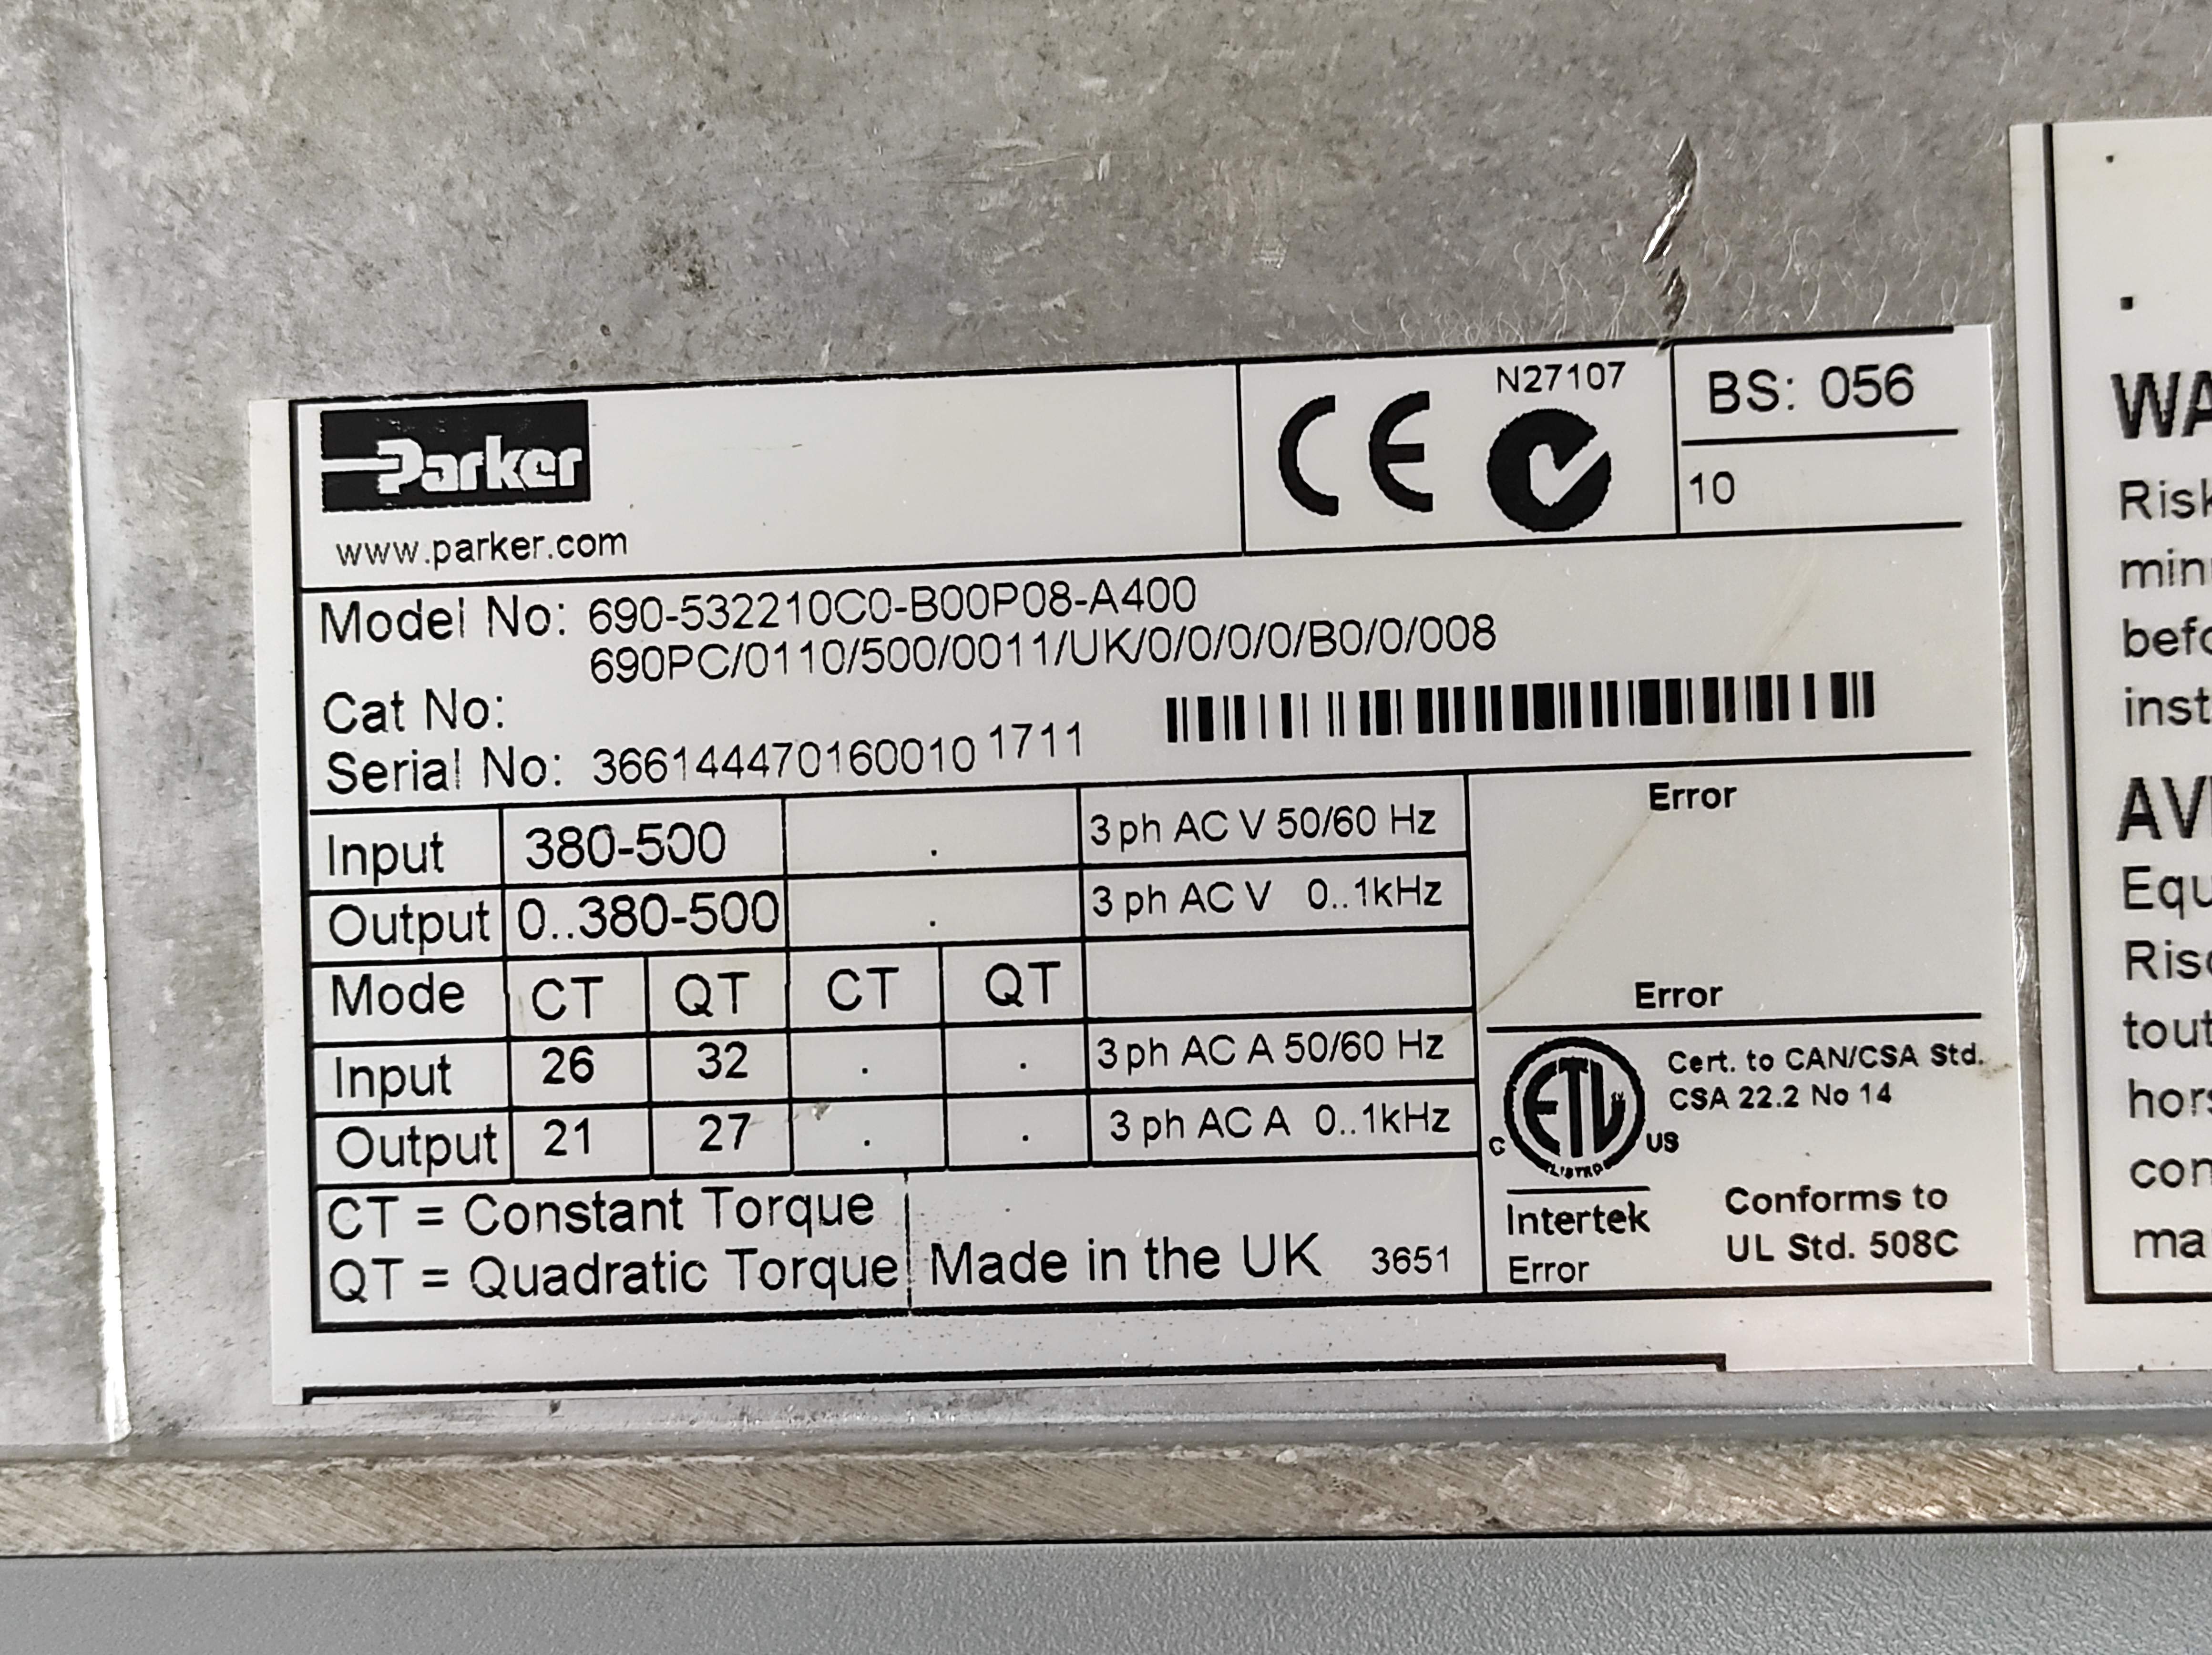 Parker
www.parker.com
N27107
CE
BS: 056
10
Model No: 690-532210C0-B00P08-A400
690PC/0110/500/0011/UK/0/0/0/0/B0/0/008
Cat No:
Serial No: 366144470160010 1711
Input 380-500 . 3 ph AC V 50/60 Hz
Output 0..380-500 . 3 ph AC V 0..1kHz
Mode CT QT CT QT
Input 26 32 . . 3 ph AC A 50/60 Hz
Output 21 27 . . 3 ph AC A 0..1kHz
CT = Constant Torque
QT = Quadratic Torque
Made in the UK 3651
Error
Error
ETL
C US
LISTED
Cert. to CAN/CSA Std.
CSA 22.2 No 14
Intertek
Error
Conforms to
UL Std. 508C
WA
Risk
min
befo
inst
AV
Equ
Risq
tout
hors
con
ma